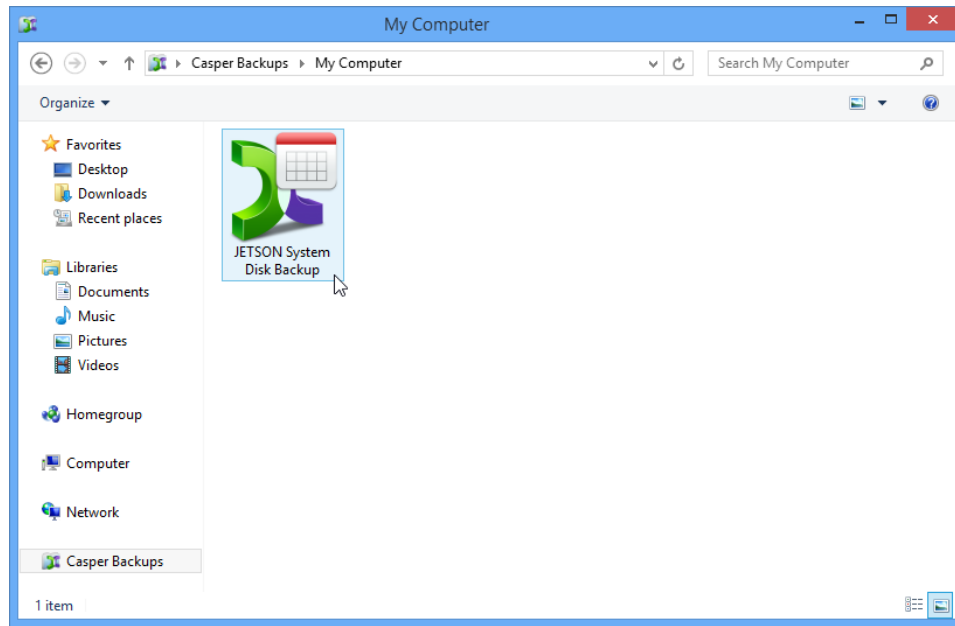 My Computer
Casper Backups My Computer
Search My Computer
Organize
Favorites
Desktop
Downloads
Recent places
Libraries
Documents
Music
Pictures
Videos
Homegroup
Computer
Network
Casper Backups
JETSON System
Disk Backup
1 item